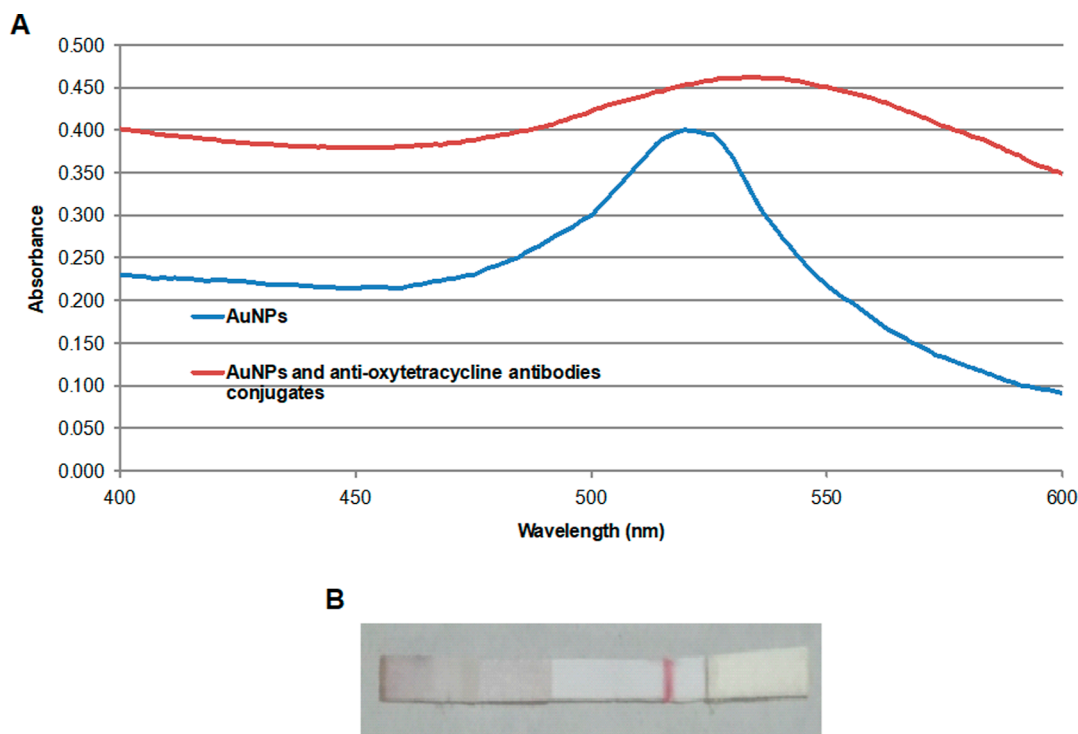 A
0.500
0.450
0.400
0.350
0.300
0.250
0.200
0.150
0.100
0.050
0.000
Absorbance
AuNPs
AuNPs and anti-oxytetracycline antibodies
conjugates
400
450
500
550
600
Wavelength (nm)
B